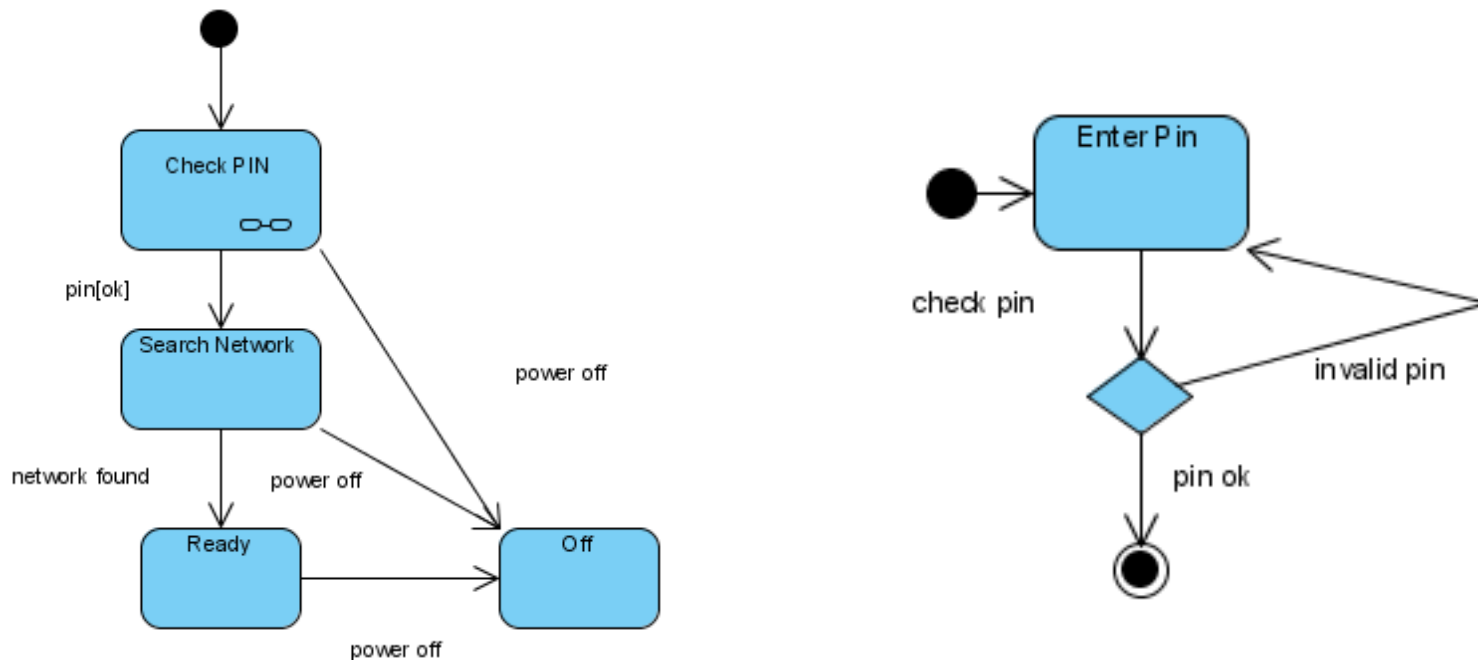 Check PIN
pin[ok]
Search Network
power off
network found
power off
Ready
Off
power off
Enter Pin
check pin
invalid pin
pin ok